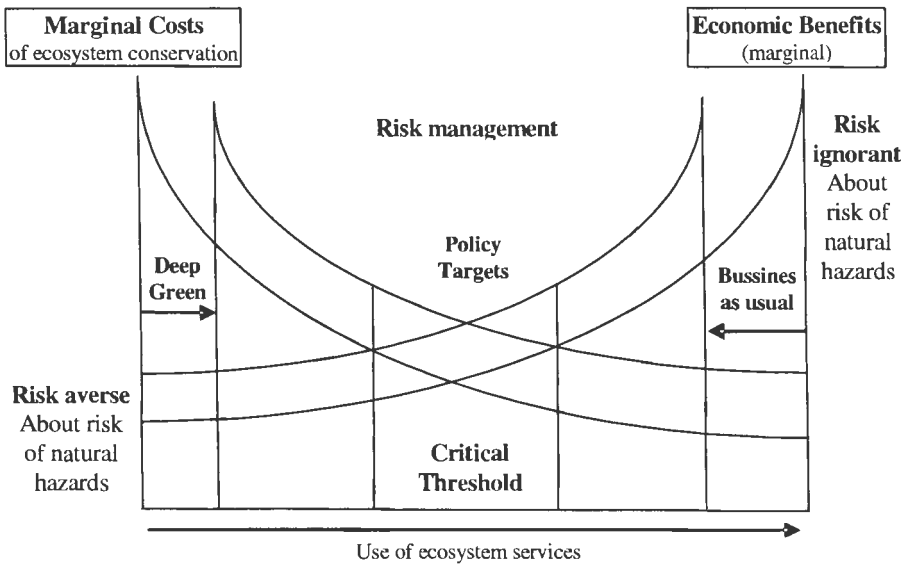 Marginal Costs
of ecosystem conservation
Economic Benefits
(marginal)
Risk management
Risk
ignorant
About
risk of
natural
hazards
Policy
Targets
Deep
Green
Bussines
as usual
Risk averse
About risk
of natural
hazards
Critical
Threshold
Use of ecosystem services